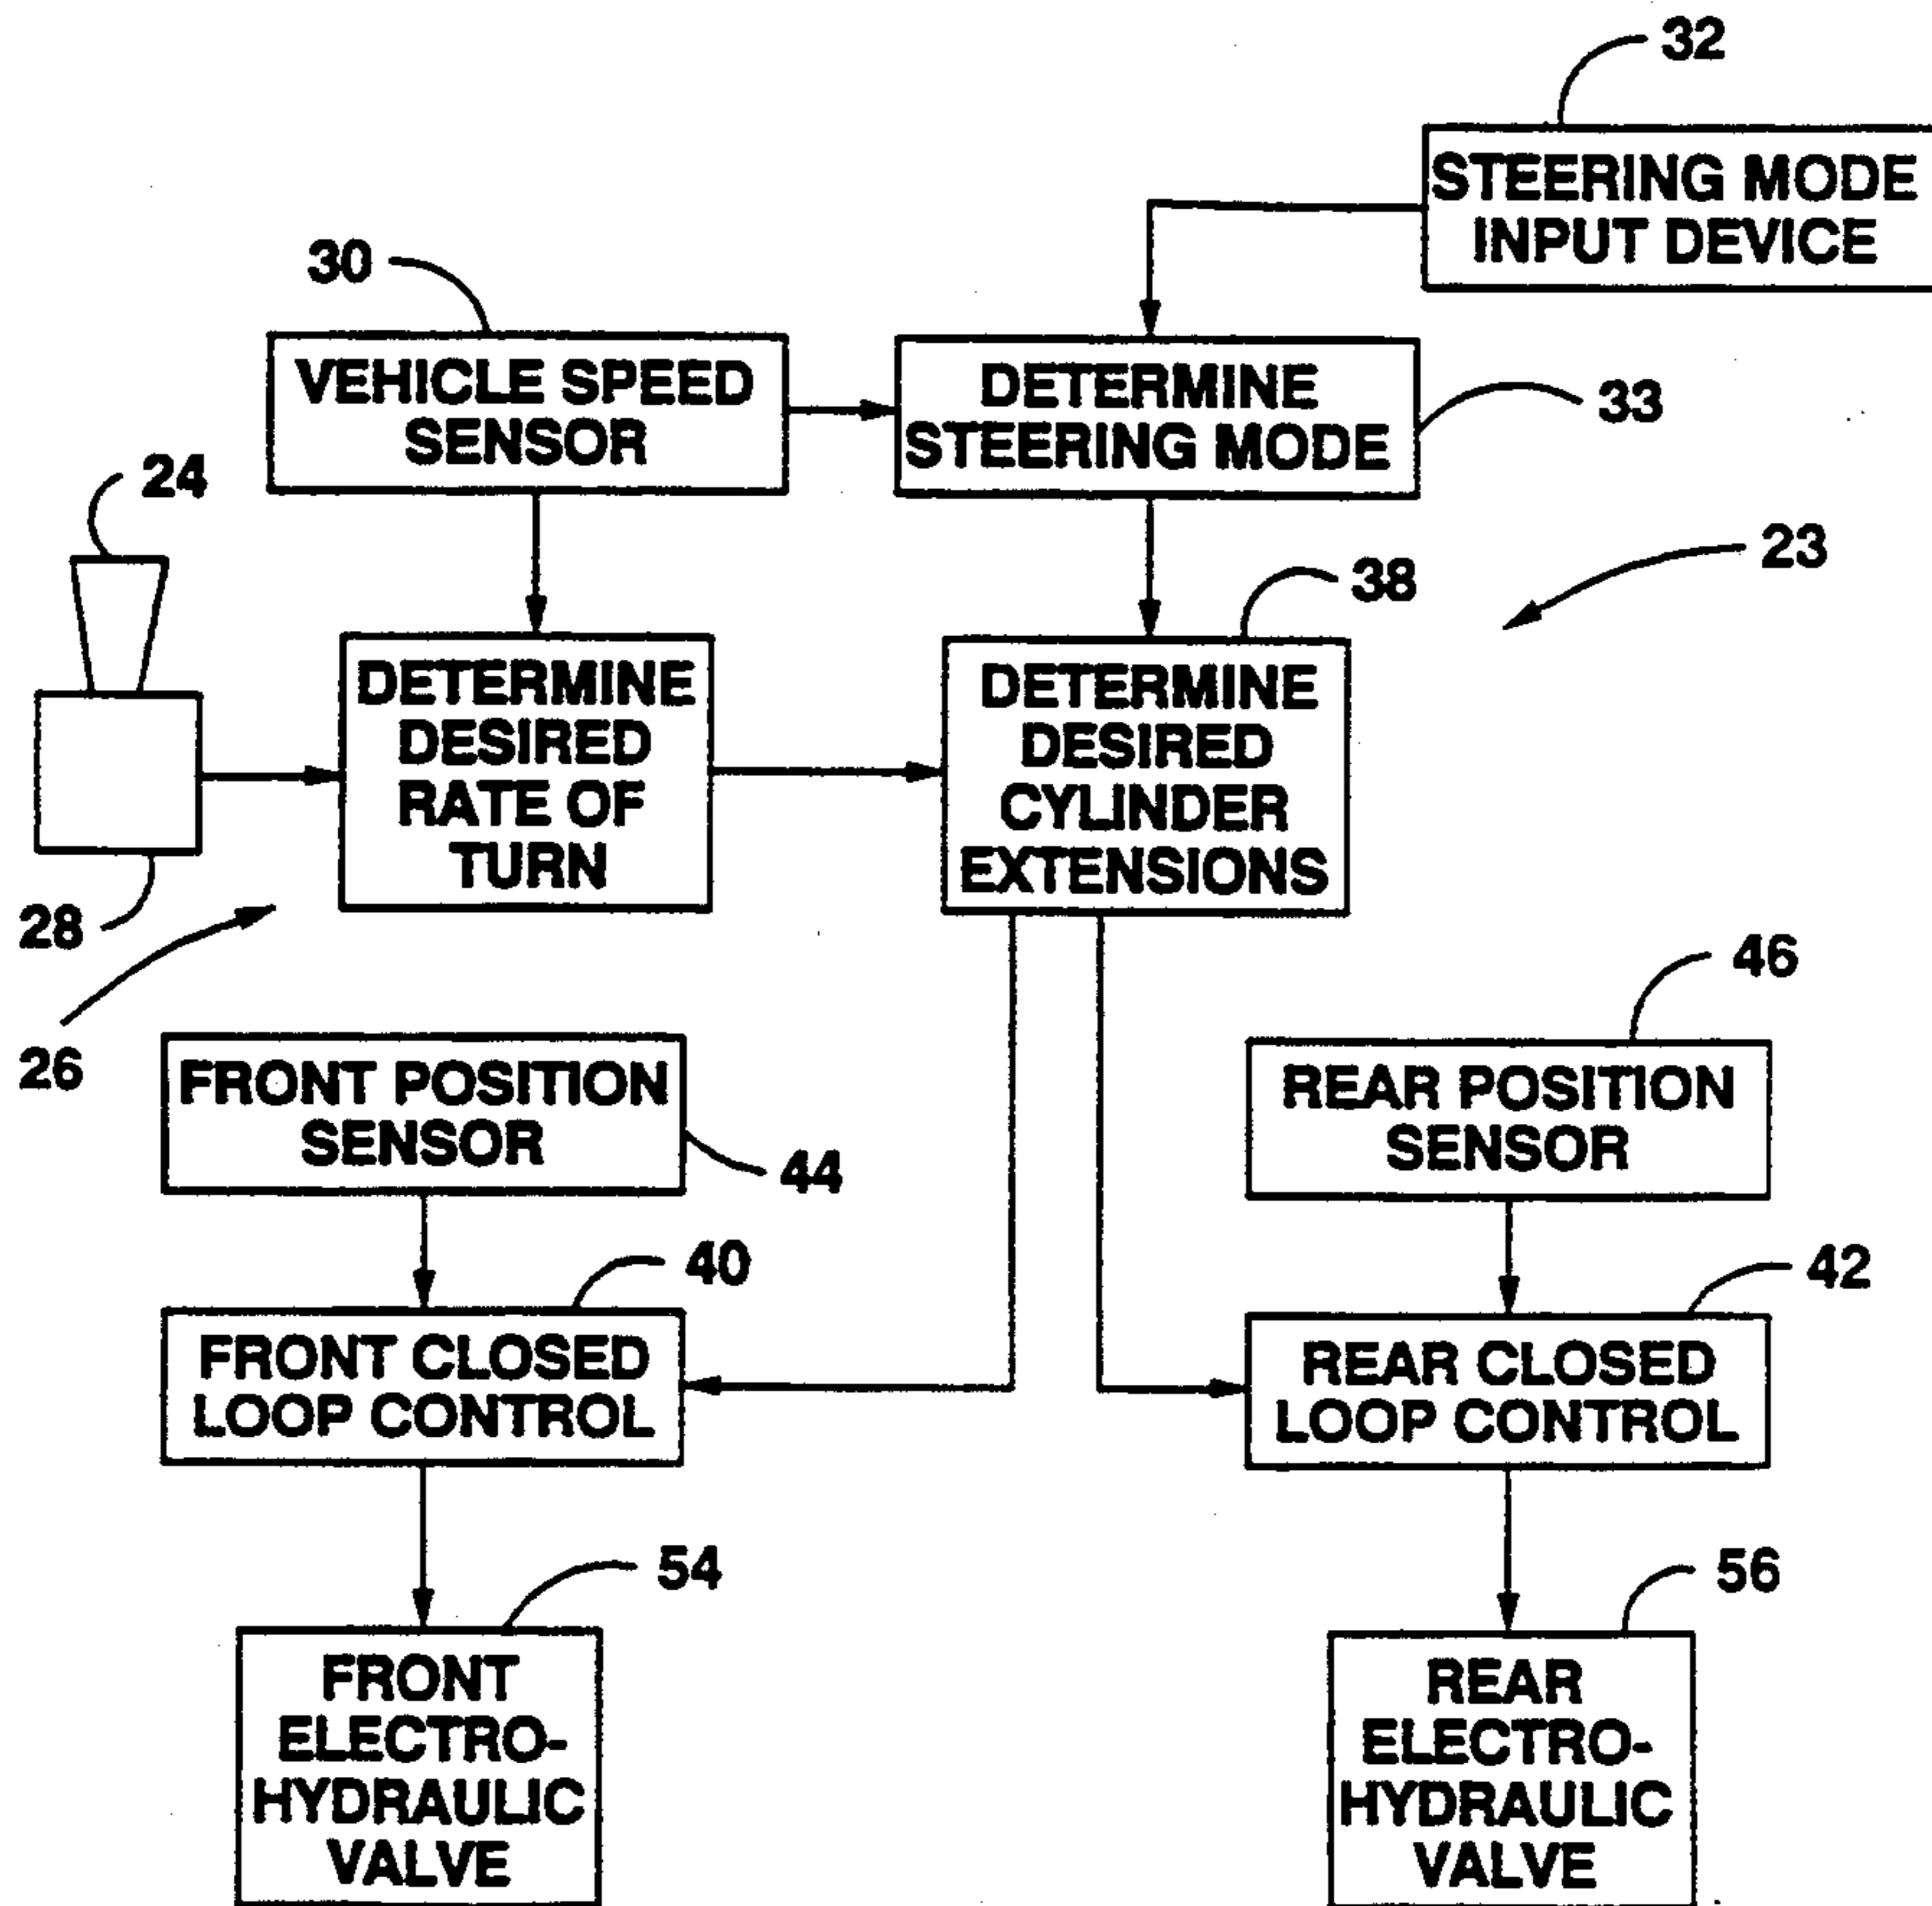 32
STEERING MODE
INPUT DEVICE
30
VEHICLE SPEED
SENSOR
DETERMINE
STEERING MODE
33
24
23
38
DETERMINE
DESIRED
RATE OF
TURN
DETERMINE
DESIRED
CYLINDER
EXTENSIONS
28
26
46
FRONT POSITION
SENSOR
44
REAR POSITION
SENSOR
40
42
FRONT CLOSED
LOOP CONTROL
REAR CLOSED
LOOP CONTROL
54
56
FRONT
ELECTRO-
HYDRAULIC
VALVE
REAR
ELECTRO-
HYDRAULIC
VALVE